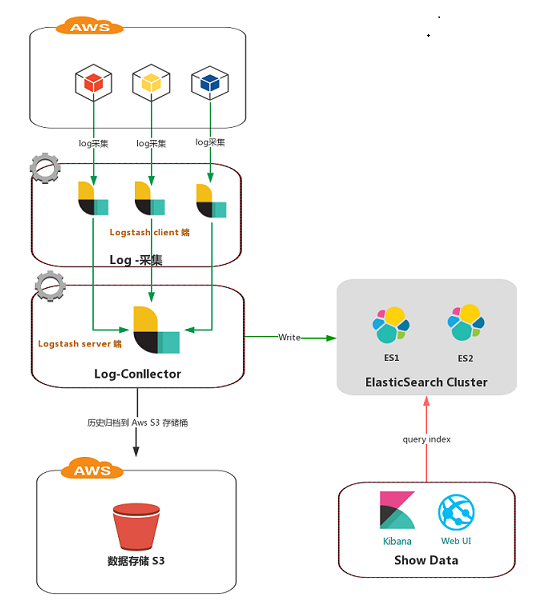 AWS
log采集
log采集
log采集
Logstash client 端
Log -采集
Logstash server 端
Log-Conllector
Write
ES1
ES2
ElasticSearch Cluster
历史归档到 Aws S3 存储桶
query index
AWS
数据存储 S3
Kibana
Web UI
Show Data